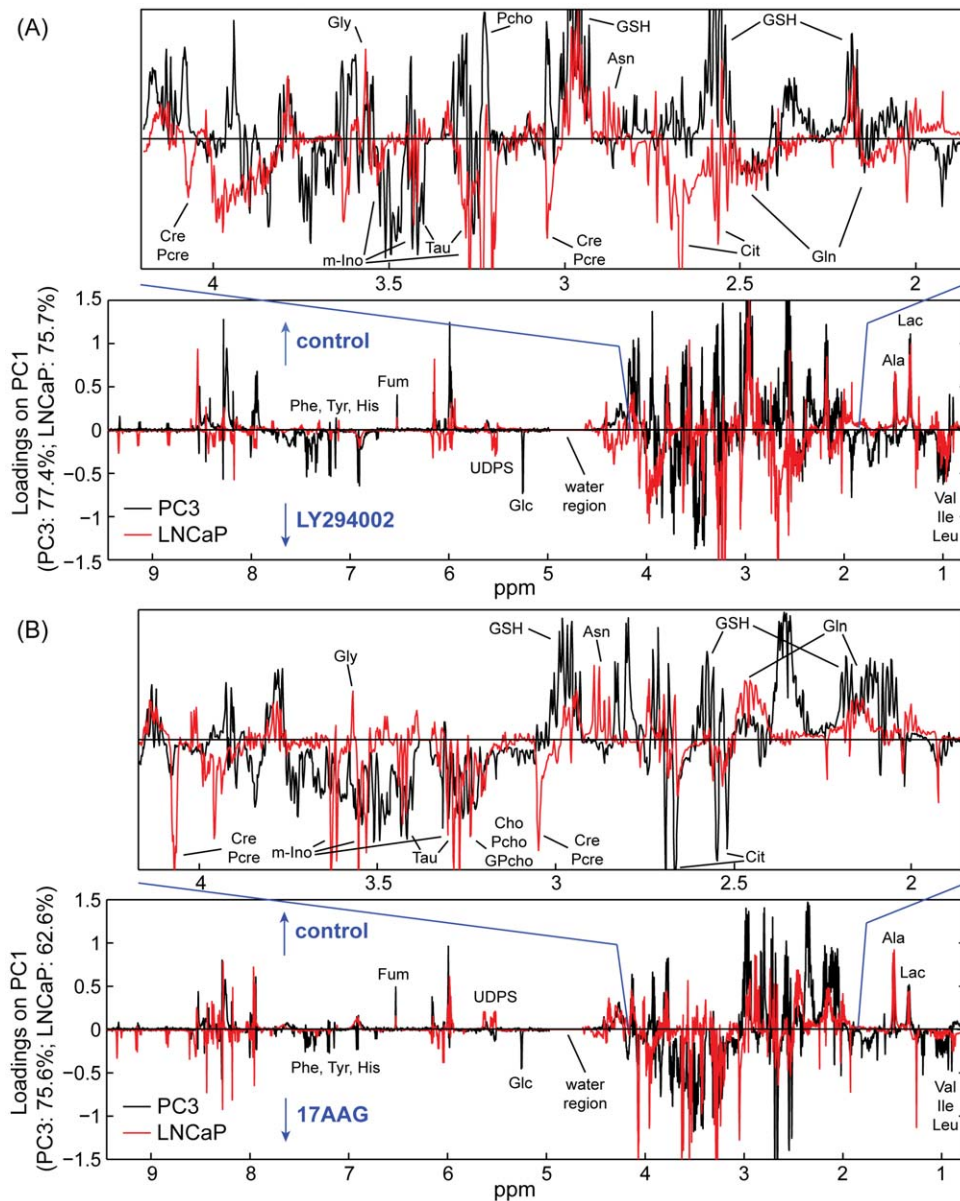 (A)
Gly
Pcho
GSH
GSH
Asn
Cre
Pcre
m-Ino
Tau
Cre
Pcre
Cit
Gln
4 3.5 3 2.5 2
Loadings on PC1
(PC3: 77.4%; LNCaP: 75.7%)
1.5
1
0.5
0
−0.5
−1
−1.5
control
Phe, Tyr, His
Fum
UDPS
Glc
water
region
Lac
Ala
Val
Ile
Leu
PC3
LNCaP
LY294002
9 8 7 6 5 4 3 2 1
ppm
(B)
Gly
GSH
Asn
GSH
Gln
Cre
Pcre
m-Ino
Tau
Cho
Pcho
GPcho
Cre
Pcre
Cit
4 3.5 3 2.5 2
Loadings on PC1
(PC3: 75.6%; LNCaP: 62.6%)
1.5
1
0.5
0
−0.5
−1
−1.5
control
Phe, Tyr, His
Fum
UDPS
Glc
water
region
Ala
Lac
Val
Ile
Leu
PC3
LNCaP
17AAG
9 8 7 6 5 4 3 2 1
ppm